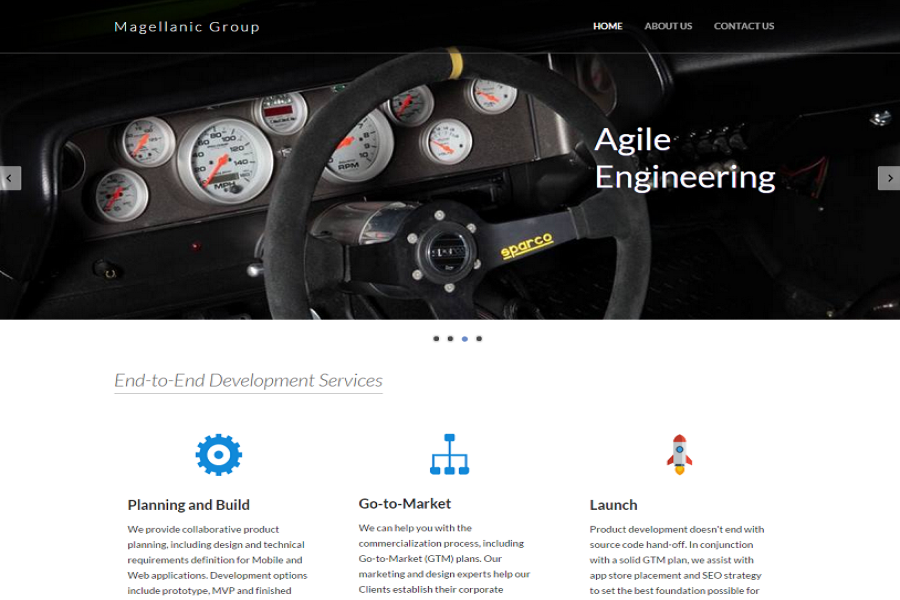 Magellanic Group
HOME ABOUT US CONTACT US
Agile
Engineering
MPH
RPM
sparco
End-to-End Development Services
Planning and Build
We provide collaborative product
planning, including design and technical
requirements definition for Mobile and
Web applications. Development options
include prototype, MVP and finished
Go-to-Market
We can help you with the
commercialization process, including
Go-to-Market (GTM) plans. Our
marketing and design experts help our
Clients establish their corporate
Launch
Product development doesn't end with
source code hand-off. In conjunction
with a solid GTM plan, we assist with
app store placement and SEO strategy
to set the best foundation possible for